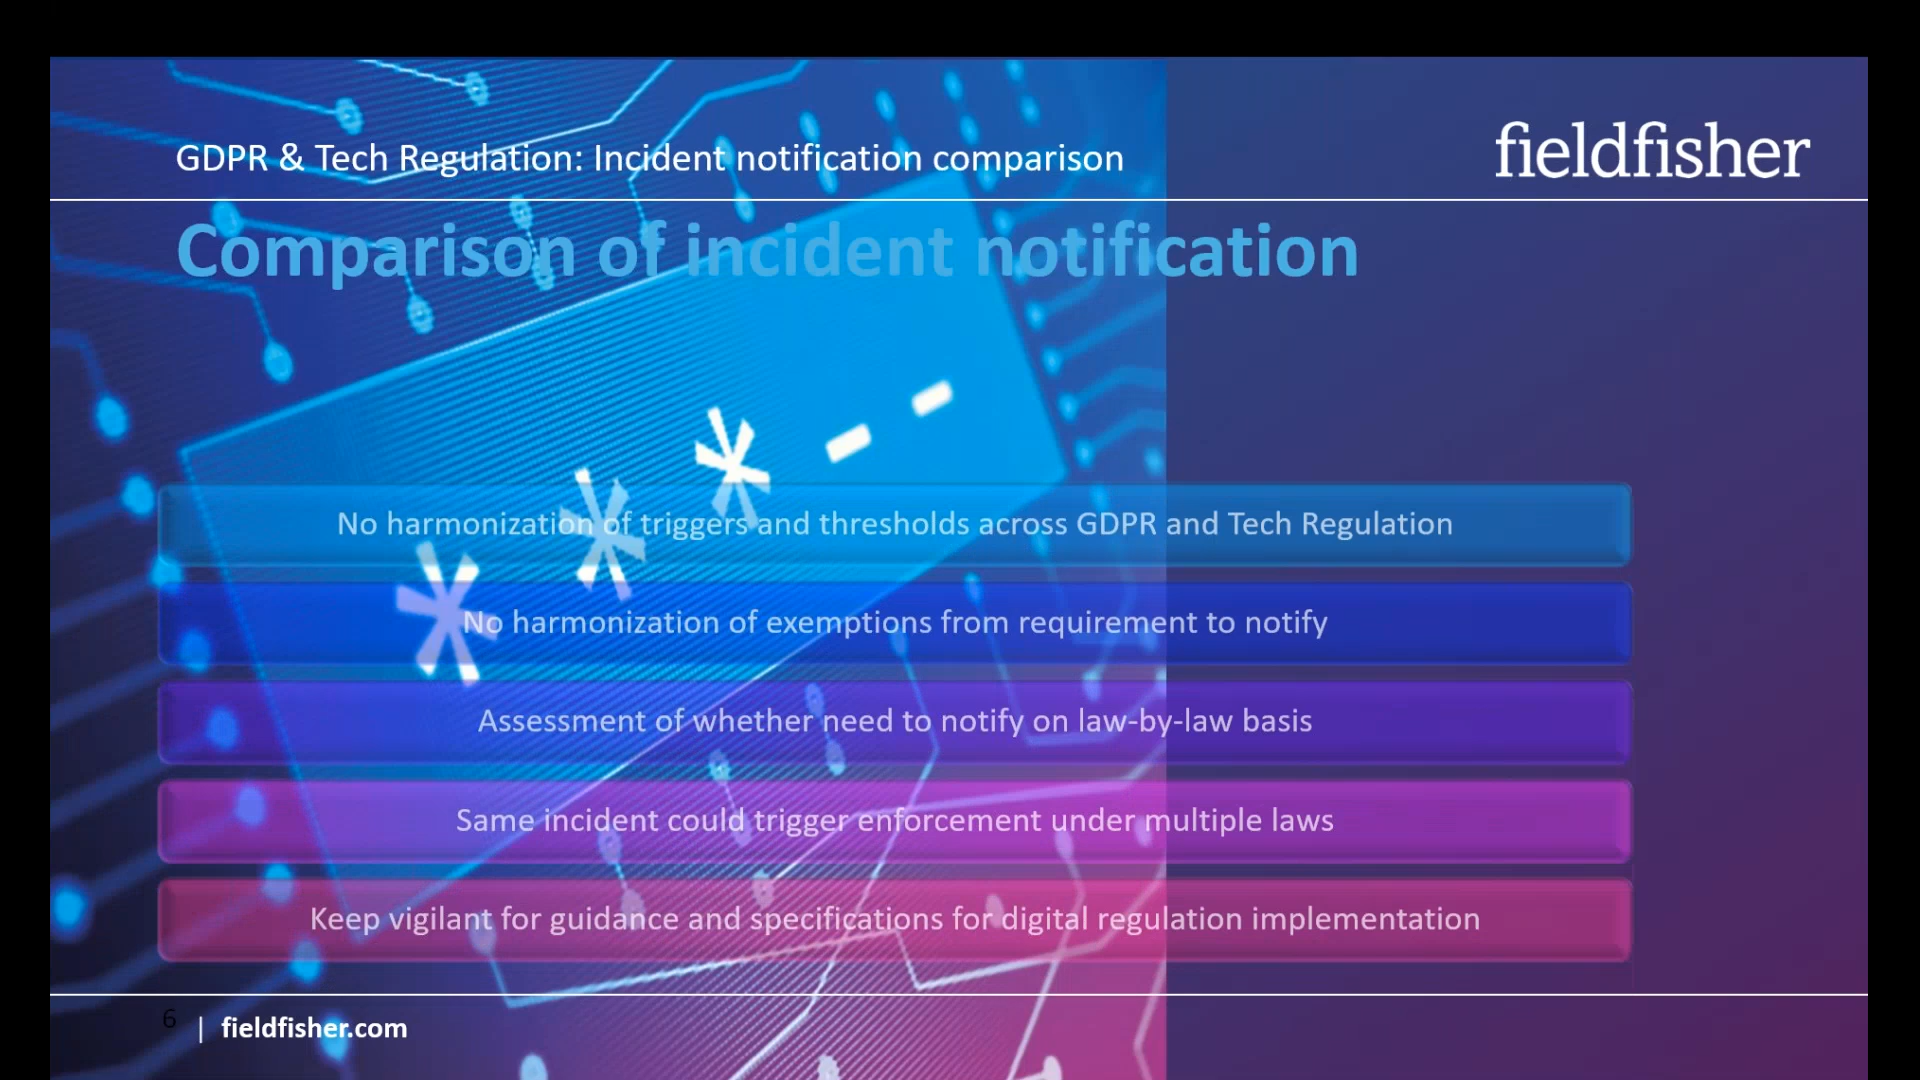 GDPR & Tech Regulation: Incident notification comparison
fieldfisher
Comparison of incident notification
***--
No harmonization of triggers and thresholds across GDPR and Tech Regulation
No harmonization of exemptions from requirement to notify
Assessment of whether need to notify on law-by-law basis
Same incident could trigger enforcement under multiple laws
Keep vigilant for guidance and specifications for digital regulation implementation
6 | fieldfisher.com